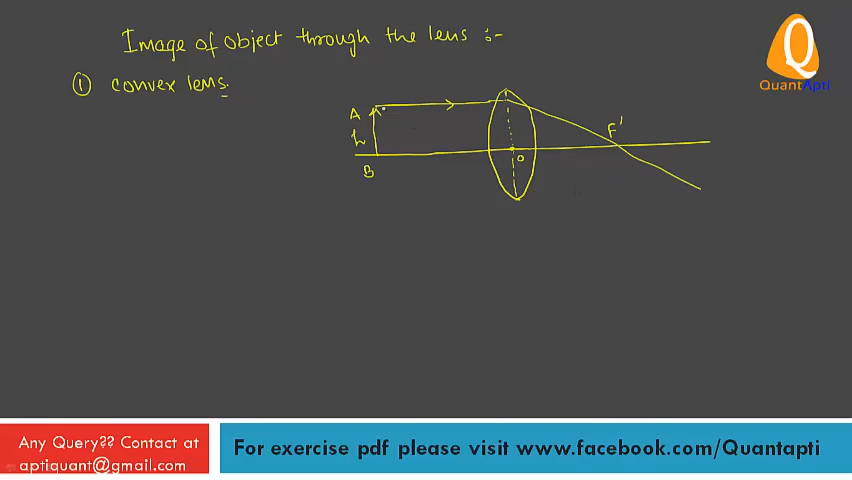 Image of object through the lens :-
① convex lens.
QuantApti
A
h
B
O
F'
Any Query?? Contact at
aptiquant@gmail.com
For exercise pdf please visit www.facebook.com/Quantapti